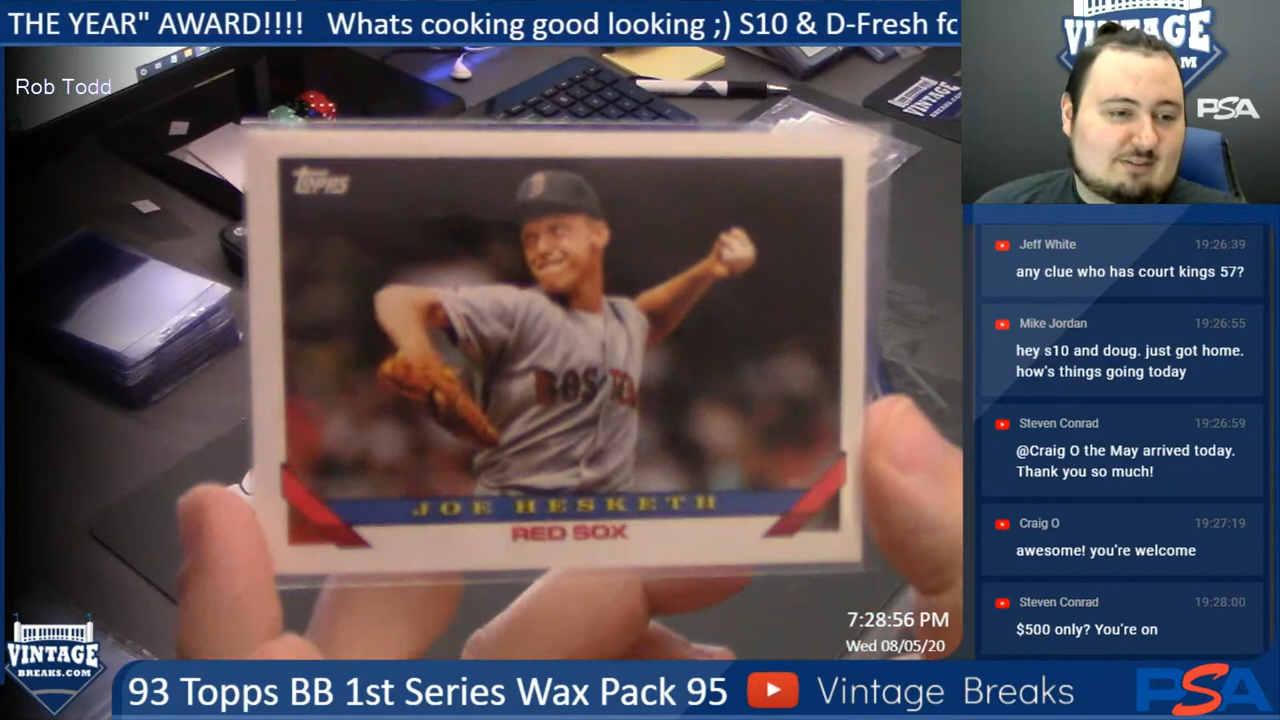 THE YEAR" AWARD!!!! Whats cooking good looking ;) S10 & D-Fresh fo
Rob Todd
VINTAGE
PSA
VINTAGE
Topps
BOSTON
JOE HESKETH
RED SOX
Jeff White 19:26:39
any clue who has court kings 57?
Mike Jordan 19:26:55
hey s10 and doug. just got home.
how's things going today
Steven Conrad 19:26:59
@Craig O the May arrived today.
Thank you so much!
Craig O 19:27:19
awesome! you're welcome
Steven Conrad 19:28:00
$500 only? You're on
7:28:56 PM
Wed 08/05/20
VINTAGE
BREAKS.COM
93 Topps BB 1st Series Wax Pack 95
Vintage Breaks
PSA